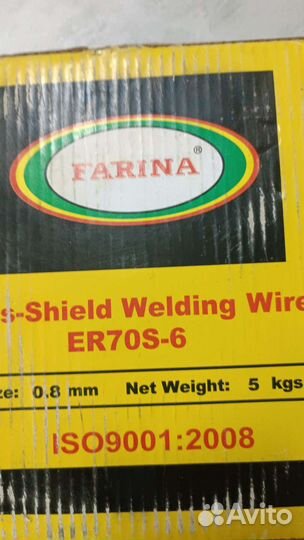 FARINA®
s-Shield Welding Wire
ER70S-6
ze: 0.8 mm Net Weight: 5 kgs
ISO9001:2008
Avito